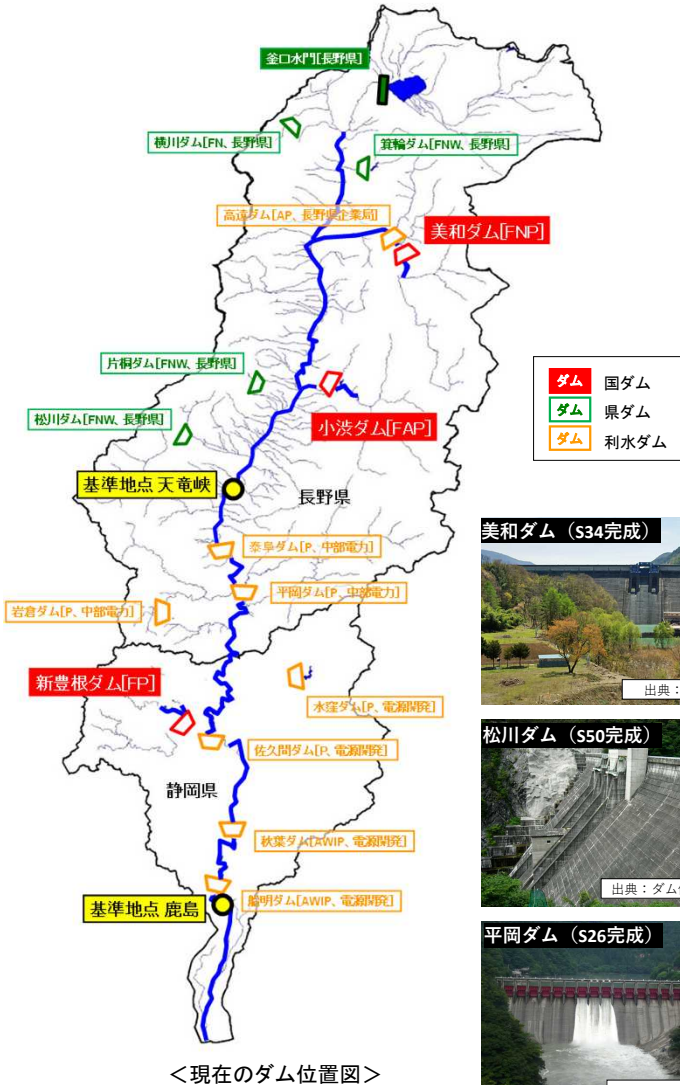 釜口水門[長野県]
横川ダム[FN、長野県]
箕輪ダム[FNW、長野県]
高遠ダム[AP、長野県企業局]
美和ダム[FNP]
片桐ダム[FNW、長野県]
小渋ダム[FAP]
松川ダム[FNW、長野県]
基準地点 天竜峡
長野県
ダム 国ダム
ダム 県ダム
ダム 利水ダム
泰阜ダム[P、中部電力]
平岡ダム[P、中部電力]
岩倉ダム[P、中部電力]
新豊根ダム[FP]
水窪ダム[P、電源開発]
佐久間ダム[P、電源開発]
静岡県
秋葉ダム[AWIP、電源開発]
船明ダム[AWIP、電源開発]
基準地点 鹿島
<現在のダム位置図>
美和ダム（S34完成）
出典：
松川ダム（S50完成）
出典：ダム
平岡ダム（S26完成）